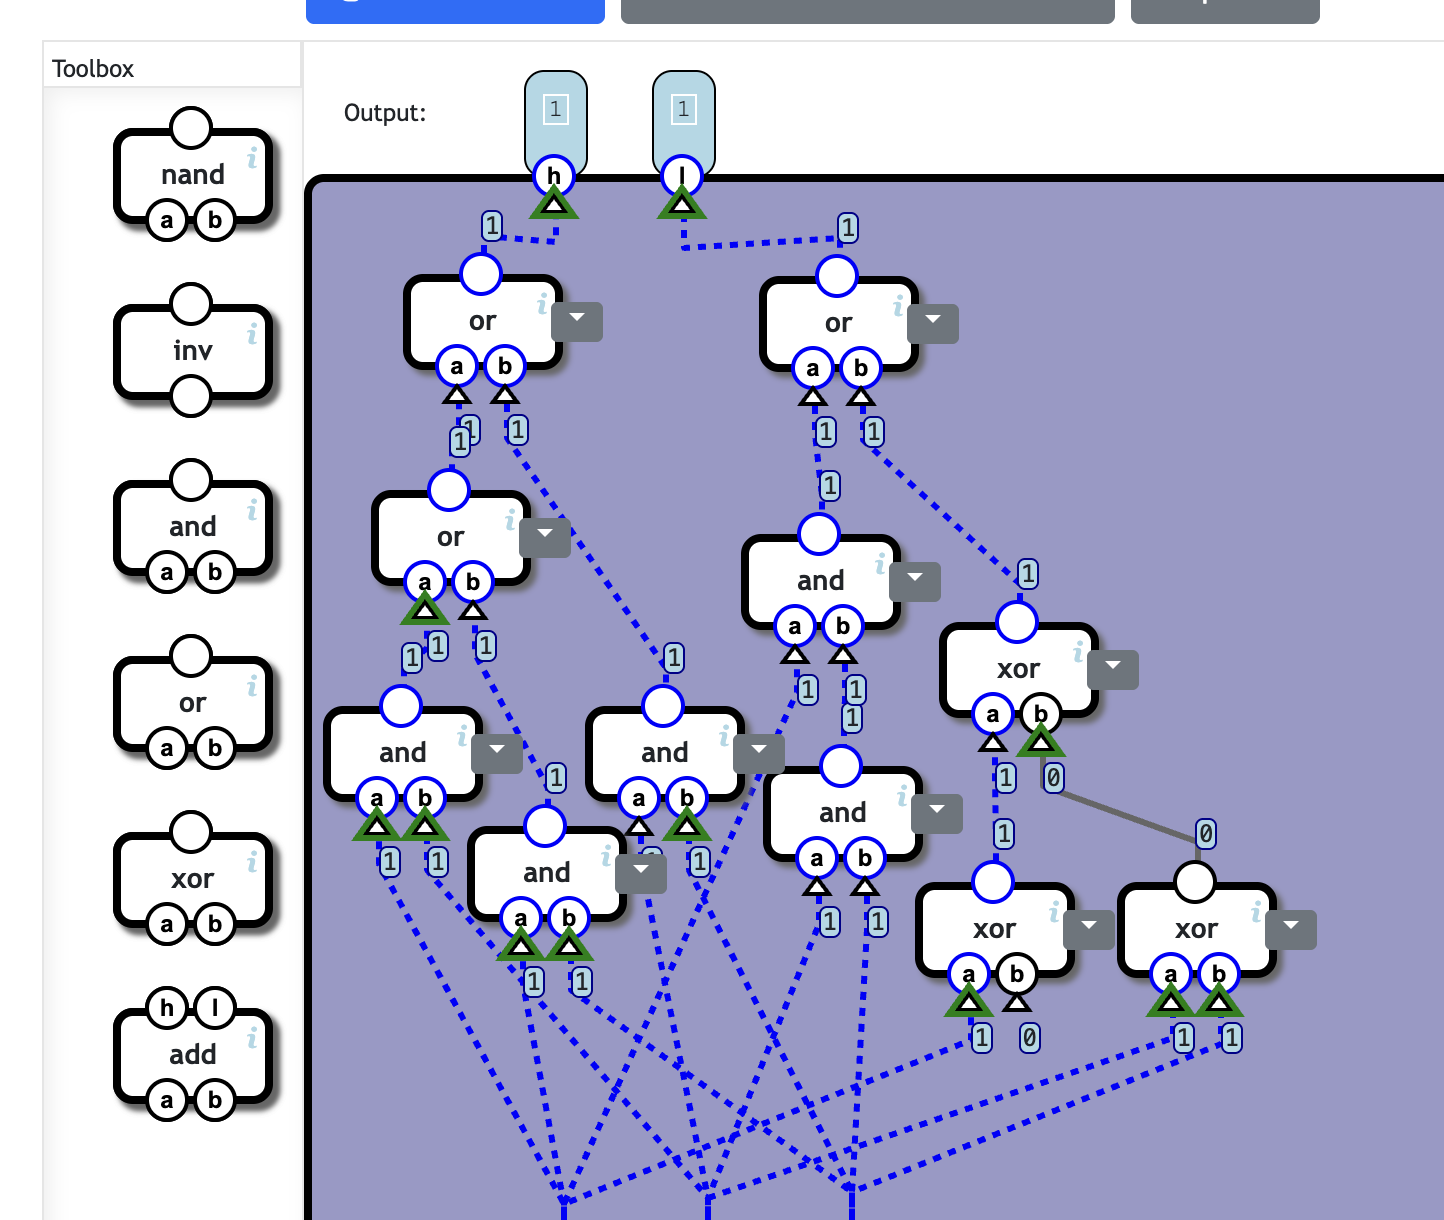 Toolbox
Output:
1 1
h l
1 1
nand i
a b
or i
or i
a b
a b
inv i
1 1 1 1
1
1
and i
a b
or i
a b
and i
a b
1
or i
a b
1 1 1
1
1 1
1
xor i
a b
and i
a b
and i
a b
and i
a b
1 0
xor i
a b
1
1 0
1 1 1
and i
a b
1 1
xor i
a b
xor i
a b
1 1
1 0 1 1
h l
add i
a b